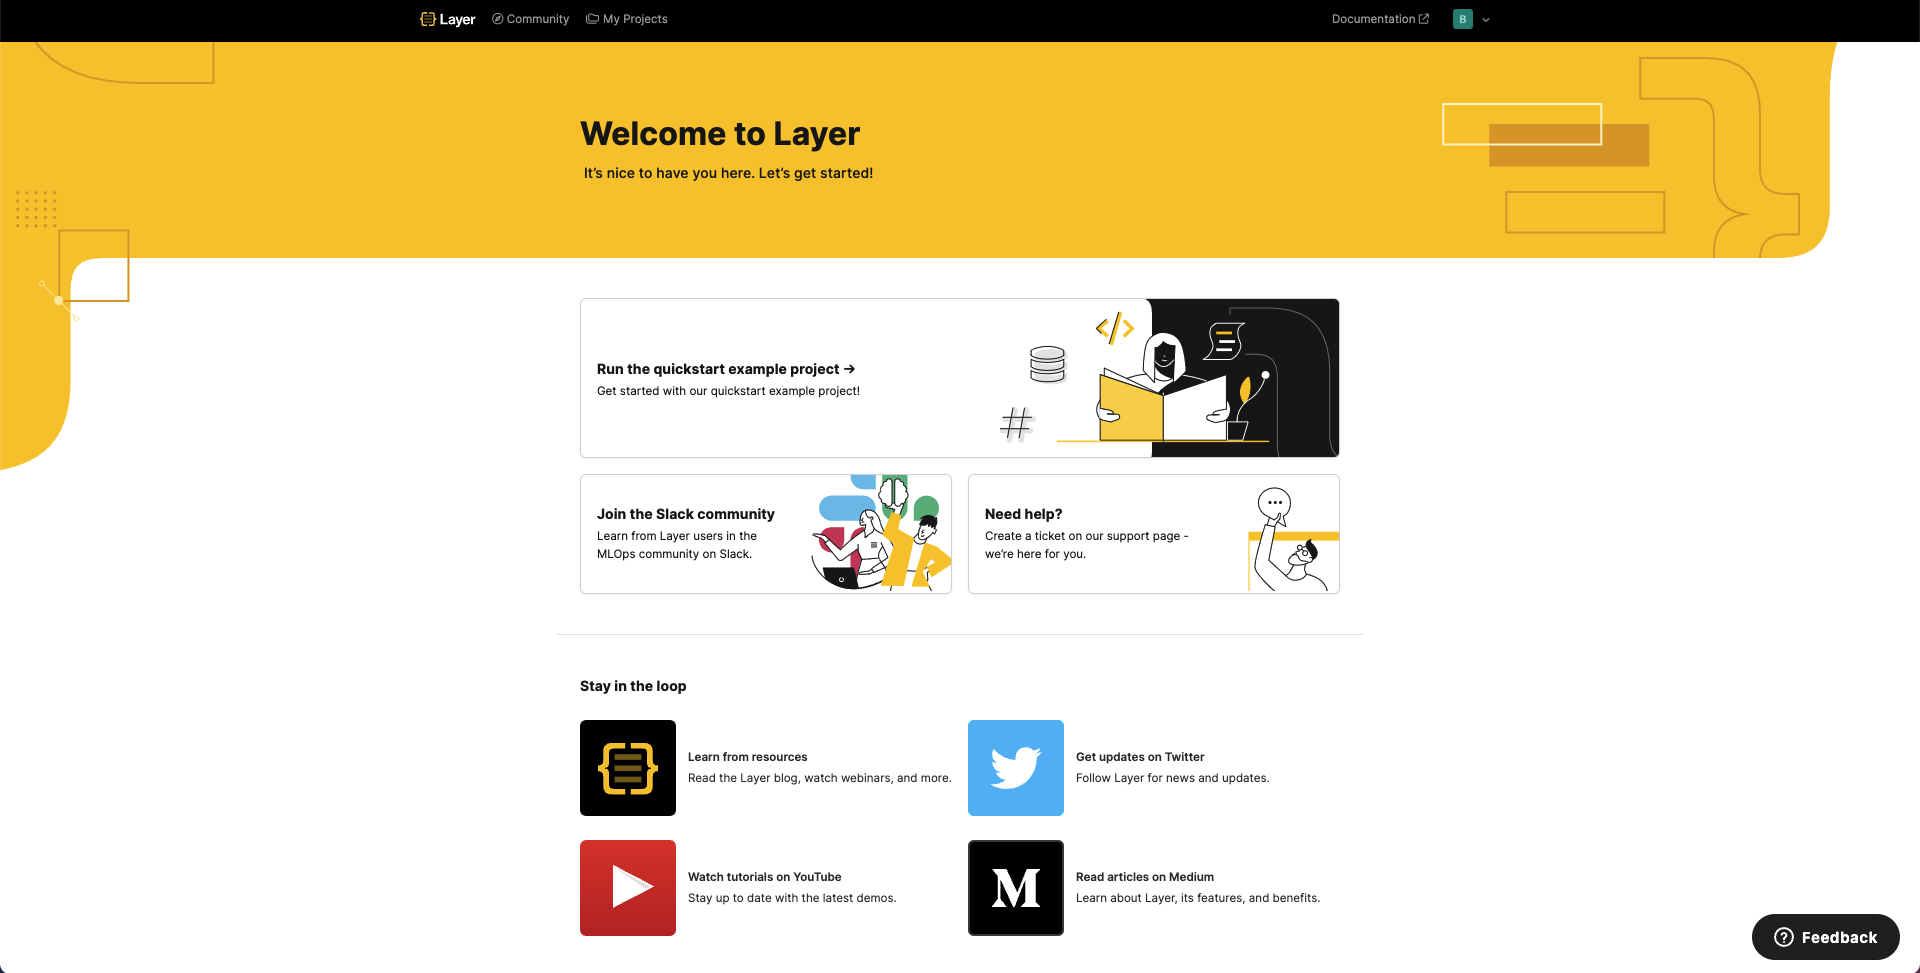 Layer
Community
My Projects
Documentation
B
Welcome to Layer
It's nice to have you here. Let's get started!
Run the quickstart example project →
Get started with our quickstart example project!
Join the Slack community
Learn from Layer users in the
MLOps community on Slack.
Need help?
Create a ticket on our support page -
we're here for you.
Stay in the loop
Learn from resources
Read the Layer blog, watch webinars, and more.
Get updates on Twitter
Follow Layer for news and updates.
Watch tutorials on YouTube
Stay up to date with the latest demos.
M
Read articles on Medium
Learn about Layer, its features, and benefits.
Feedback